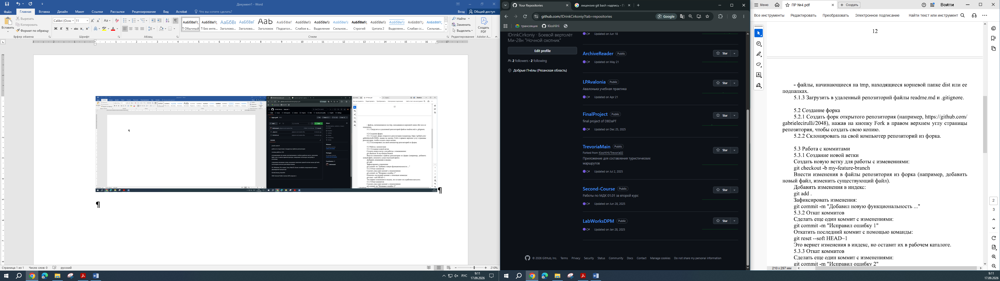 Документ1 - Word
Вход
Общий доступ
Файл
Главная
Вставка
Дизайн
Макет
Ссылки
Рассылки
Рецензирование
Вид
Acrobat
Что вы хотите сделать?
Вставить
Вырезать
Копировать
Формат по образцу
Буфер обмена
Calibri (Осн
11
Шрифт
Абзац
¶ Обычный
¶ Без инте...
Заголово...
Заголово...
Заголовок
Подзагол...
Слабое в...
Выделение
Сильное...
Строгий
Цитата 2
Выделенн...
Слабая сс...
Сильная...
Стили
Найти
Заменить
Выделить
Редактирование
Создать PDF
Adobe A...
Страница 1 из 1
Число слов: 0
русский
210%
РУС
9:11
17.09.2026
Your Repositories
лицензия git bash надпись - П
github.com/IDrinkCirkoniy?tab=repositories
Google
трансляция
KlosHiHi
IDrinkCirkoniy · Боевой вертолёт
Ми-28н "Ночной охотник"
Edit profile
2 followers · 2 following
Добрые Пчёлы (Рязанская область)
C# Updated on Jun 18
ArchiveReader Public
Star
C# Updated on May 21
LPAvalonia Public
Star
Авалонька учебная практика
C# Updated on Apr 21
FinalProject Public
Star
final project of DBDaPT
C# Updated on Dec 25, 2025
TrevoriaMain Public
Star
Forked from KlosHiHi/Trevoria02
Приложение для составления туристических
маршрутов
C# Updated on Jul 2, 2025
Second-Course Public
Star
Работы по МДК 01.01 за второй курс
C# Updated on Jun 28, 2025
LabWorksDPM Public
Star
C# Updated on Jan 28, 2025
© 2026 GitHub, Inc. Terms Privacy Security Status Community Docs Contact Manage cookies Do not share my personal information
Меню
ПР №4.pdf
Создать
Войти
Все инструменты
Редактировать
Преобразовать
Электронное подписание
Найти текст или инструмент
12
- файлы, начинающиеся на tmp, находящиеся корневой папке dist или ее
подпапках.
5.1.3 Загрузить в удаленный репозиторий файлы readme.md и .gitignore.
5.2 Создание форка
5.2.1 Создать форк открытого репозитория (например, https://github.com/
gabrielecirulli/2048), нажав на кнопку Fork в правом верхнем углу страницы
репозитория, чтобы создать свою копию.
5.2.2 Склонировать на свой компьютер репозиторий из форка.
5.3 Работа с коммитами
5.3.1 Создание новой ветки
Создать новую ветку для работы с изменениями:
git checkout -b my-feature-branch
Внести изменения в файлы репозитория из форка (например, добавить
новый файл, изменить существующий файл).
Добавить изменения в индекс:
git add .
Зафиксировать изменения:
git commit -m "Добавил новую функциональность ..."
5.3.2 Откат коммитов
Сделать еще один коммит с изменениями:
git commit -m "Исправил ошибку 1"
Откатить последний коммит с помощью команды:
git reset --soft HEAD~1
Это вернет изменения в индекс, но оставит их в рабочем каталоге.
5.3.3 Откат коммитов
Сделать еще один коммит с изменениями:
git commit -m "Исправил ошибку 2"
2
3
210 x 297 мм
9:11
17.09.2026